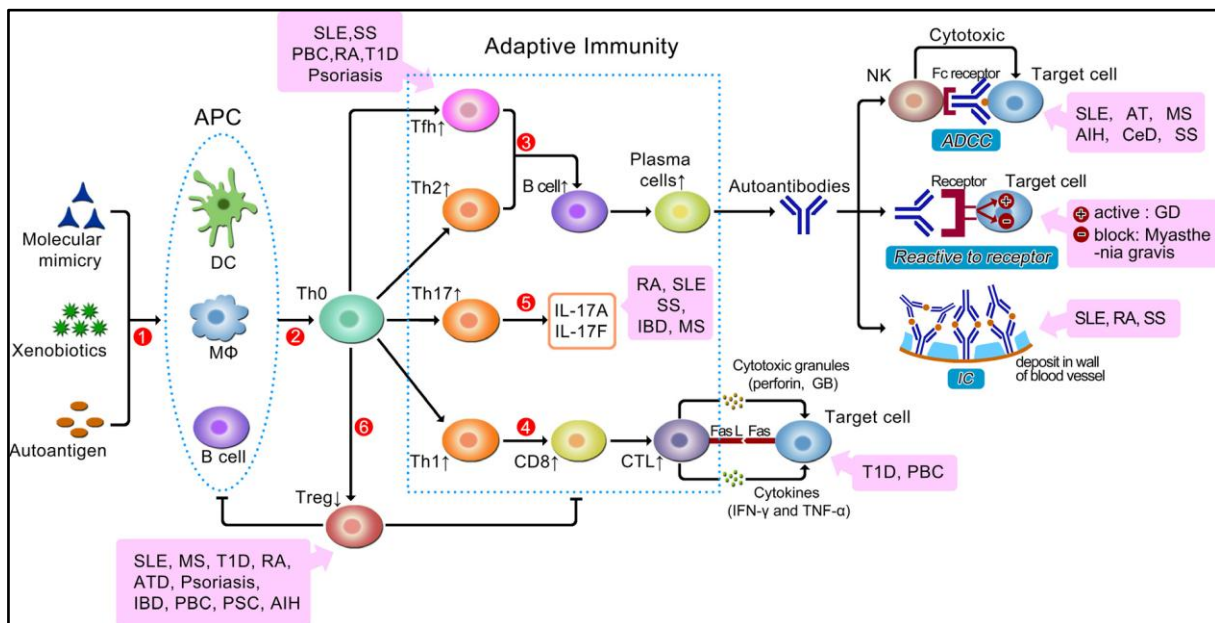 SLE,SS
PBC,RA,T1D
Psoriasis
Adaptive Immunity
Cytotoxic
NK
Fc receptor
Target cell
ADCC
SLE, AT, MS
AIH, CeD, SS
APC
Tfh↑
3
Molecular
mimicry
DC
Th2↑
B cell↑
Plasma
cells↑
Autoantibodies
Receptor
Target cell
+
-
Reactive to receptor
+ active : GD
- block: Myasthe
-nia gravis
Xenobiotics
1
MΦ
2
Th0
Th17↑
5
IL-17A
IL-17F
RA, SLE
SS,
IBD, MS
SLE, RA, SS
IC
deposit in wall
of blood vessel
Autoantigen
B cell
6
Th1↑
4
CD8↑
CTL↑
Cytotoxic granules
(perforin, GB)
Target cell
Fas L
Fas
Cytokines
(IFN-γ and TNF-α)
T1D, PBC
Treg↓
SLE, MS, T1D, RA,
ATD, Psoriasis,
IBD, PBC, PSC, AIH